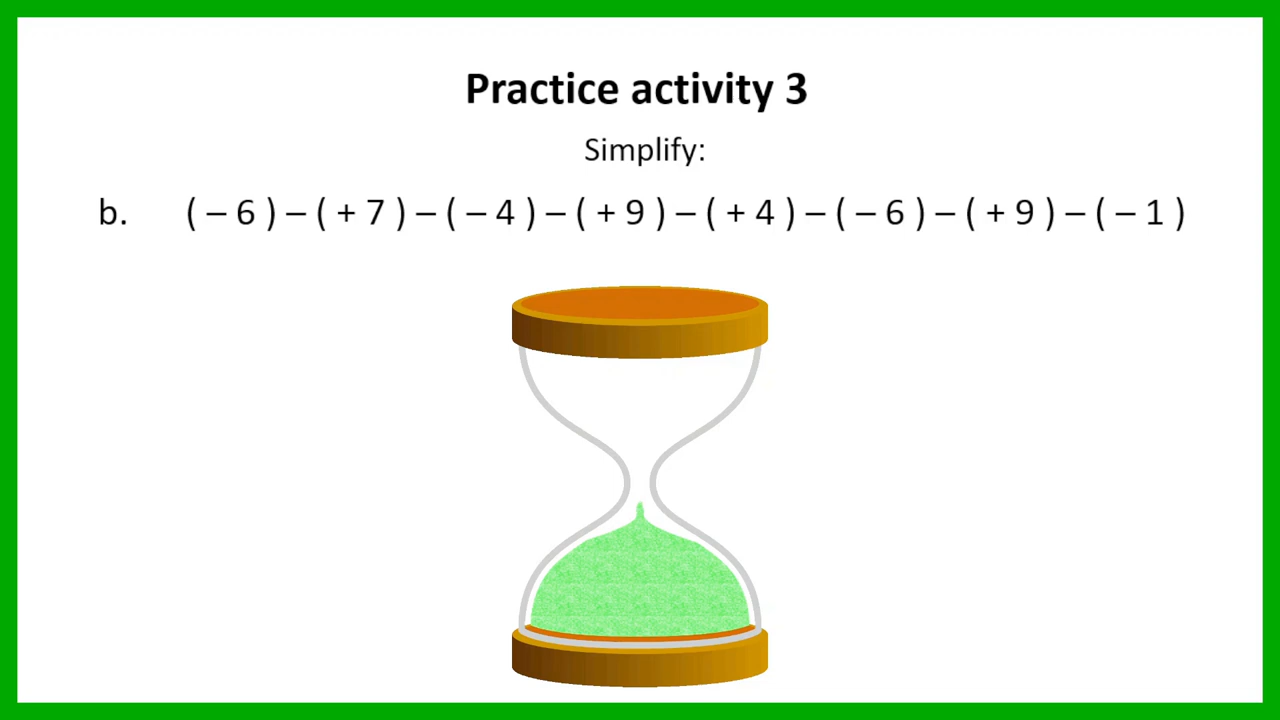 Practice activity 3
Simplify:
b. ( – 6 ) – ( + 7 ) – ( – 4 ) – ( + 9 ) – ( + 4 ) – ( – 6 ) – ( + 9 ) – ( – 1 )